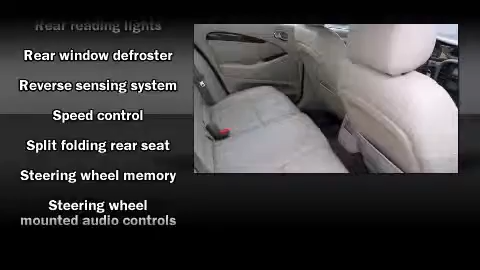 Rear reading lights
Rear window defroster
Reverse sensing system
Speed control
Split folding rear seat
Steering wheel memory
Steering wheel
mounted audio controls